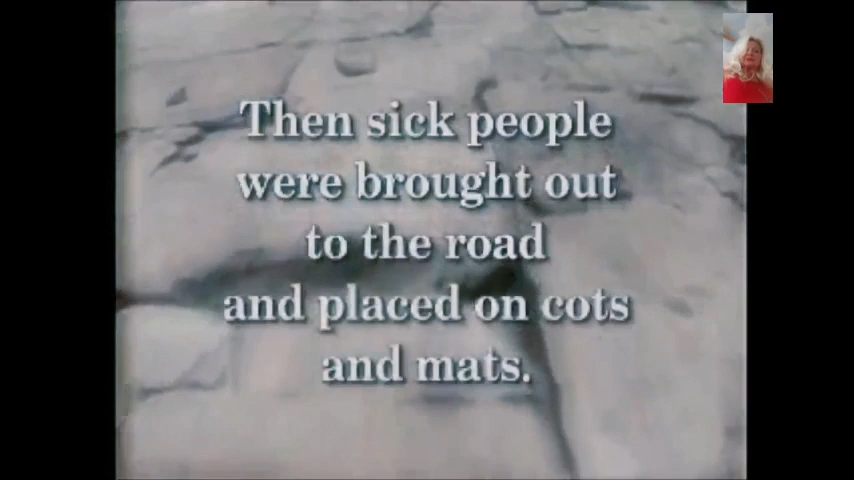 Then sick people
were brought out
to the road
and placed on cots
and mats.